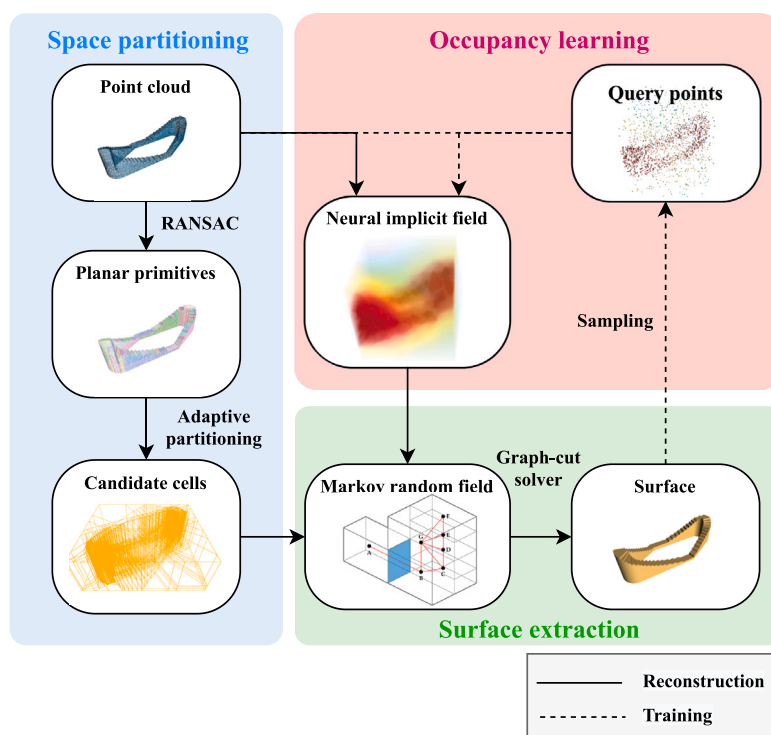 Space partitioning
Occupancy learning
Point cloud
Query points
RANSAC
Neural implicit field
Planar primitives
Sampling
Adaptive
partitioning
Graph-cut
solver
Candidate cells
Markov random field
Surface
F
G
E
A
D
B
C
Surface extraction
Reconstruction
Training